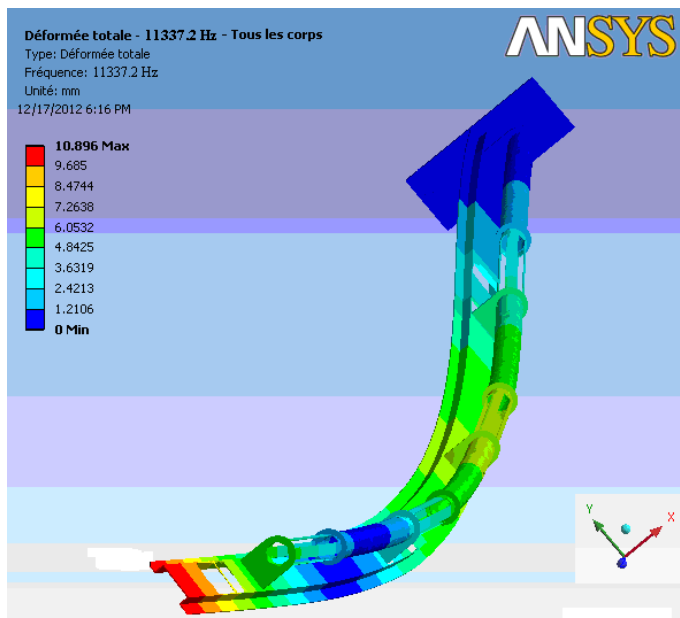 ANSYS
Déformée totale - 11337.2 Hz - Tous les corps
Type: Déformée totale
Fréquence: 11337.2 Hz
Unité: mm
12/17/2012 6:16 PM
10.896 Max
9.685
8.4744
7.2638
6.0532
4.8425
3.6319
2.4213
1.2106
0 Min
Y
X